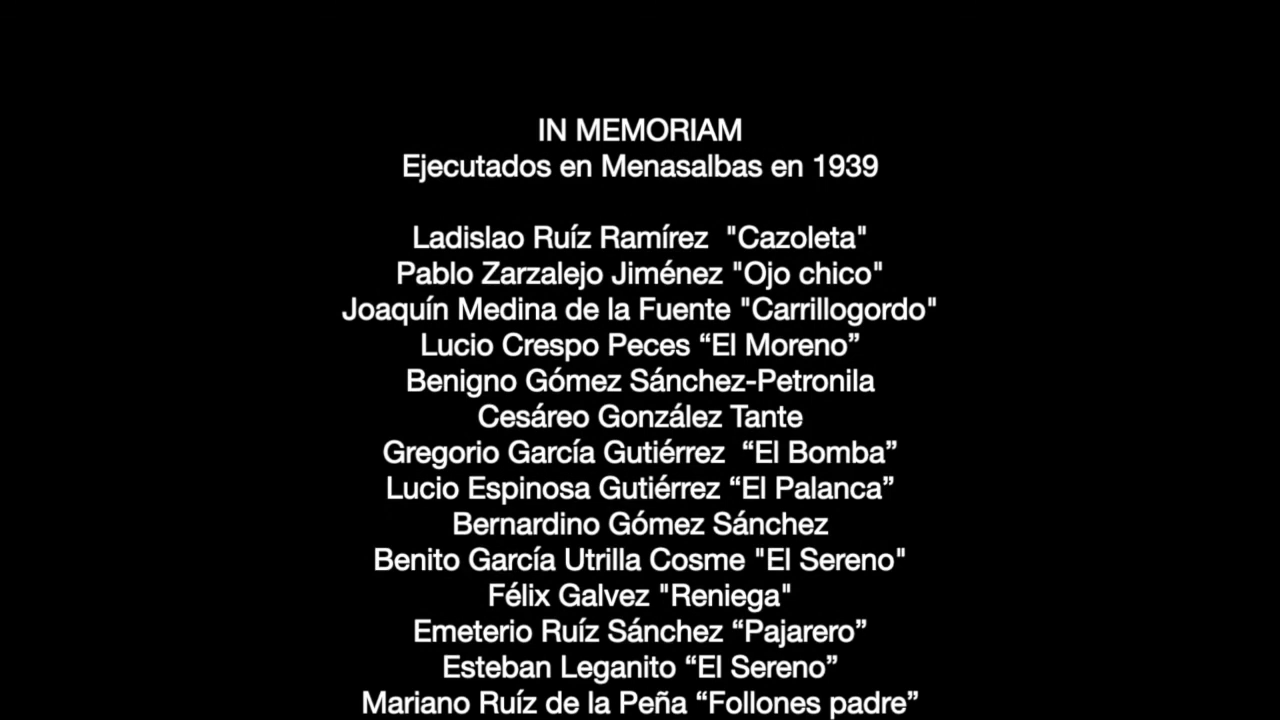 IN MEMORIAM
Ejecutados en Menasalbas en 1939
Ladislao Ruíz Ramírez  "Cazoleta"
Pablo Zarzalejo Jiménez "Ojo chico"
Joaquín Medina de la Fuente "Carrillogordo"
Lucio Crespo Peces “El Moreno”
Benigno Gómez Sánchez-Petronila
Cesáreo González Tante
Gregorio García Gutiérrez  “El Bomba”
Lucio Espinosa Gutiérrez “El Palanca”
Bernardino Gómez Sánchez
Benito García Utrilla Cosme "El Sereno"
Félix Galvez "Reniega"
Emeterio Ruíz Sánchez “Pajarero”
Esteban Leganito “El Sereno”
Mariano Ruíz de la Peña “Follones padre”